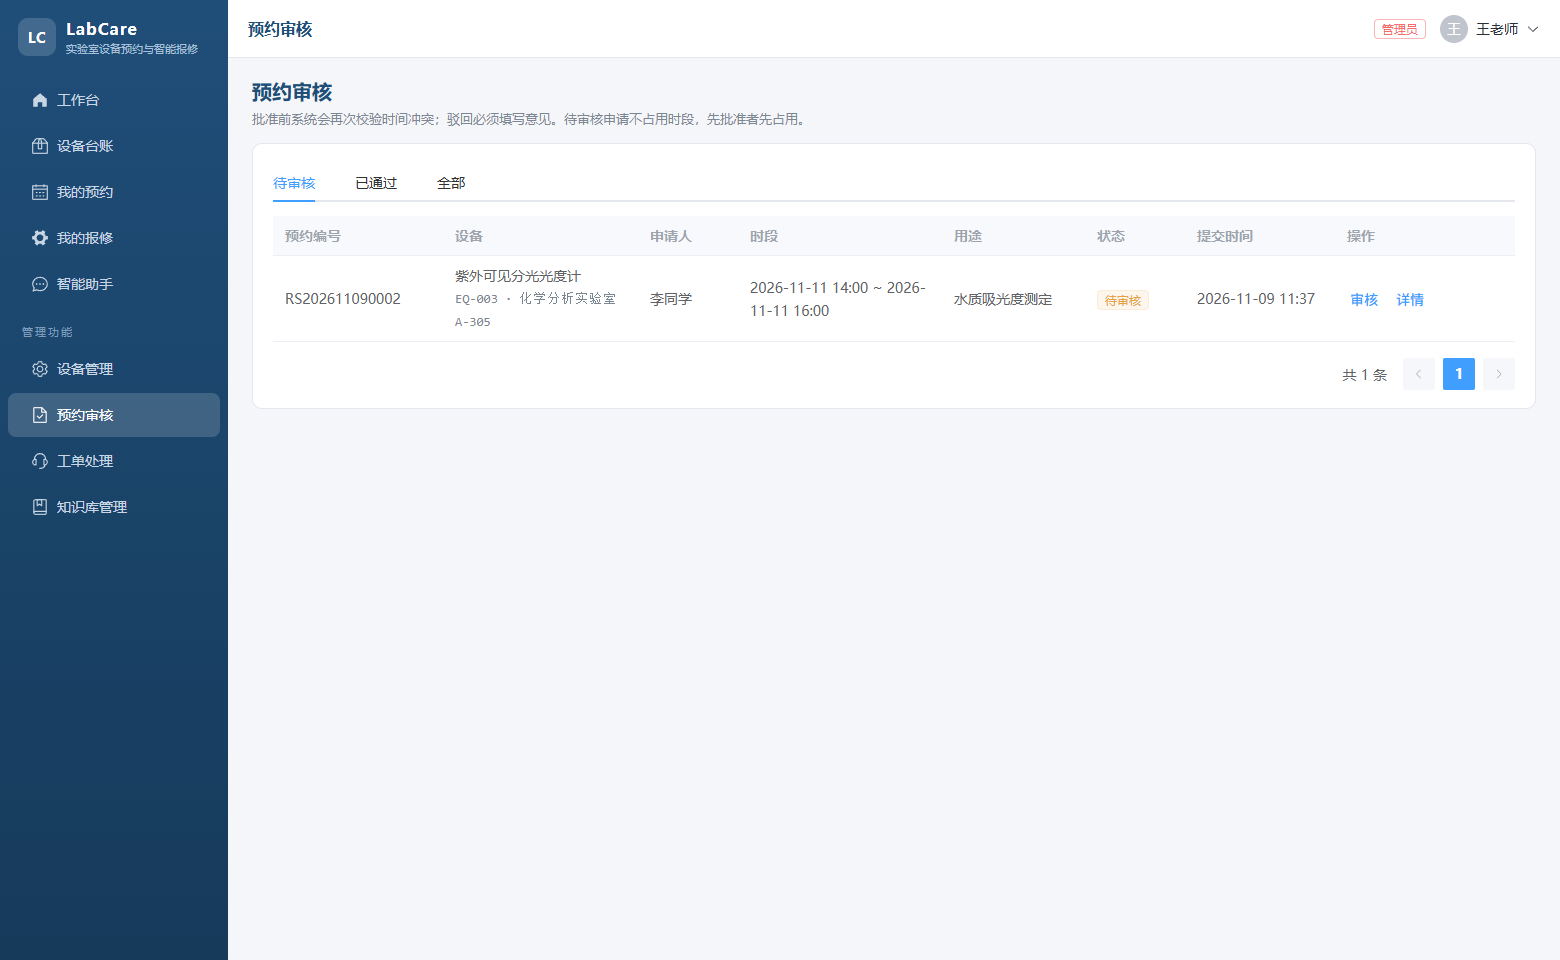 LC
LabCare
实验室设备预约与智能报修
工作台
设备台账
我的预约
我的报修
智能助手
管理功能
设备管理
预约审核
工单处理
知识库管理
预约审核
管理员
王
王老师
预约审核
批准前系统会再次校验时间冲突；驳回必须填写意见。待审核申请不占用时段，先批准者先占用。
待审核 已通过 全部
预约编号 设备 申请人 时段 用途 状态 提交时间 操作
RS202611090002
紫外可见分光光度计
EQ-003 · 化学分析实验室
A-305
李同学
2026-11-11 14:00 ~ 2026-
11-11 16:00
水质吸光度测定
待审核
2026-11-09 11:37
审核 详情
共 1 条
1